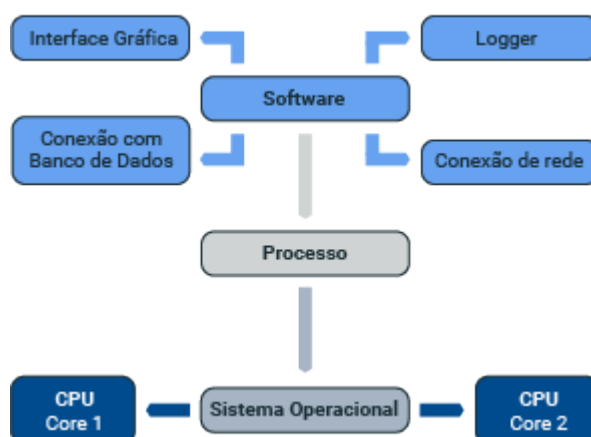 Interface Gráfica
Logger
Software
Conexão com
Banco de Dados
Conexão de rede
Processo
CPU
Core 1
Sistema Operacional
CPU
Core 2